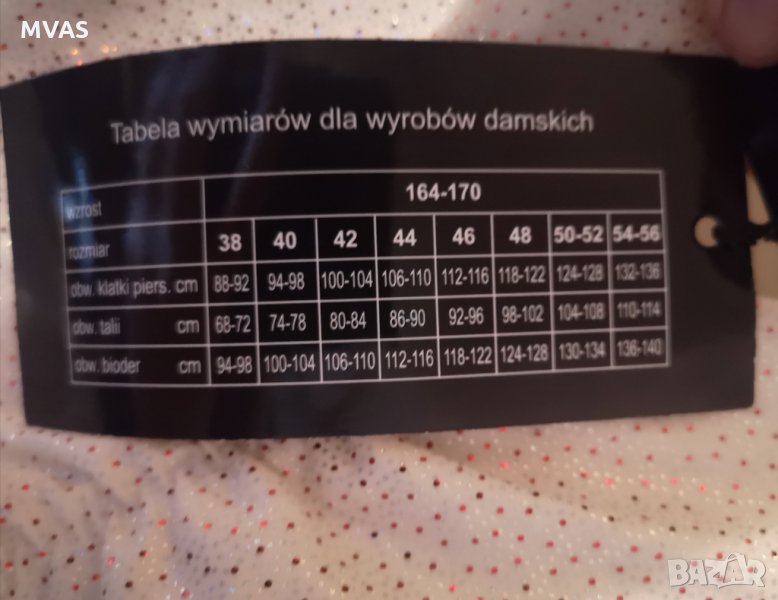 MVAS
Tabela wymiarów dla wyrobów damskich
wzrost 164-170
rozmiar 38 40 42 44 46 48 50-52 54-56
obw. klatki piers. cm 88-92 94-98 100-104 106-110 112-116 118-122 124-128 132-136
obw. talii cm 68-72 74-78 80-84 86-90 92-96 98-102 104-108 110-114
obw. bioder cm 94-98 100-104 106-110 112-116 118-122 124-128 130-134 136-140
BAZAR